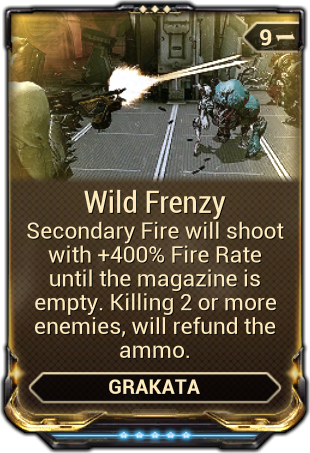 9
Wild Frenzy
Secondary Fire will shoot
with +400% Fire Rate
until the magazine is
empty. Killing 2 or more
enemies, will refund the
ammo.
GRAKATA